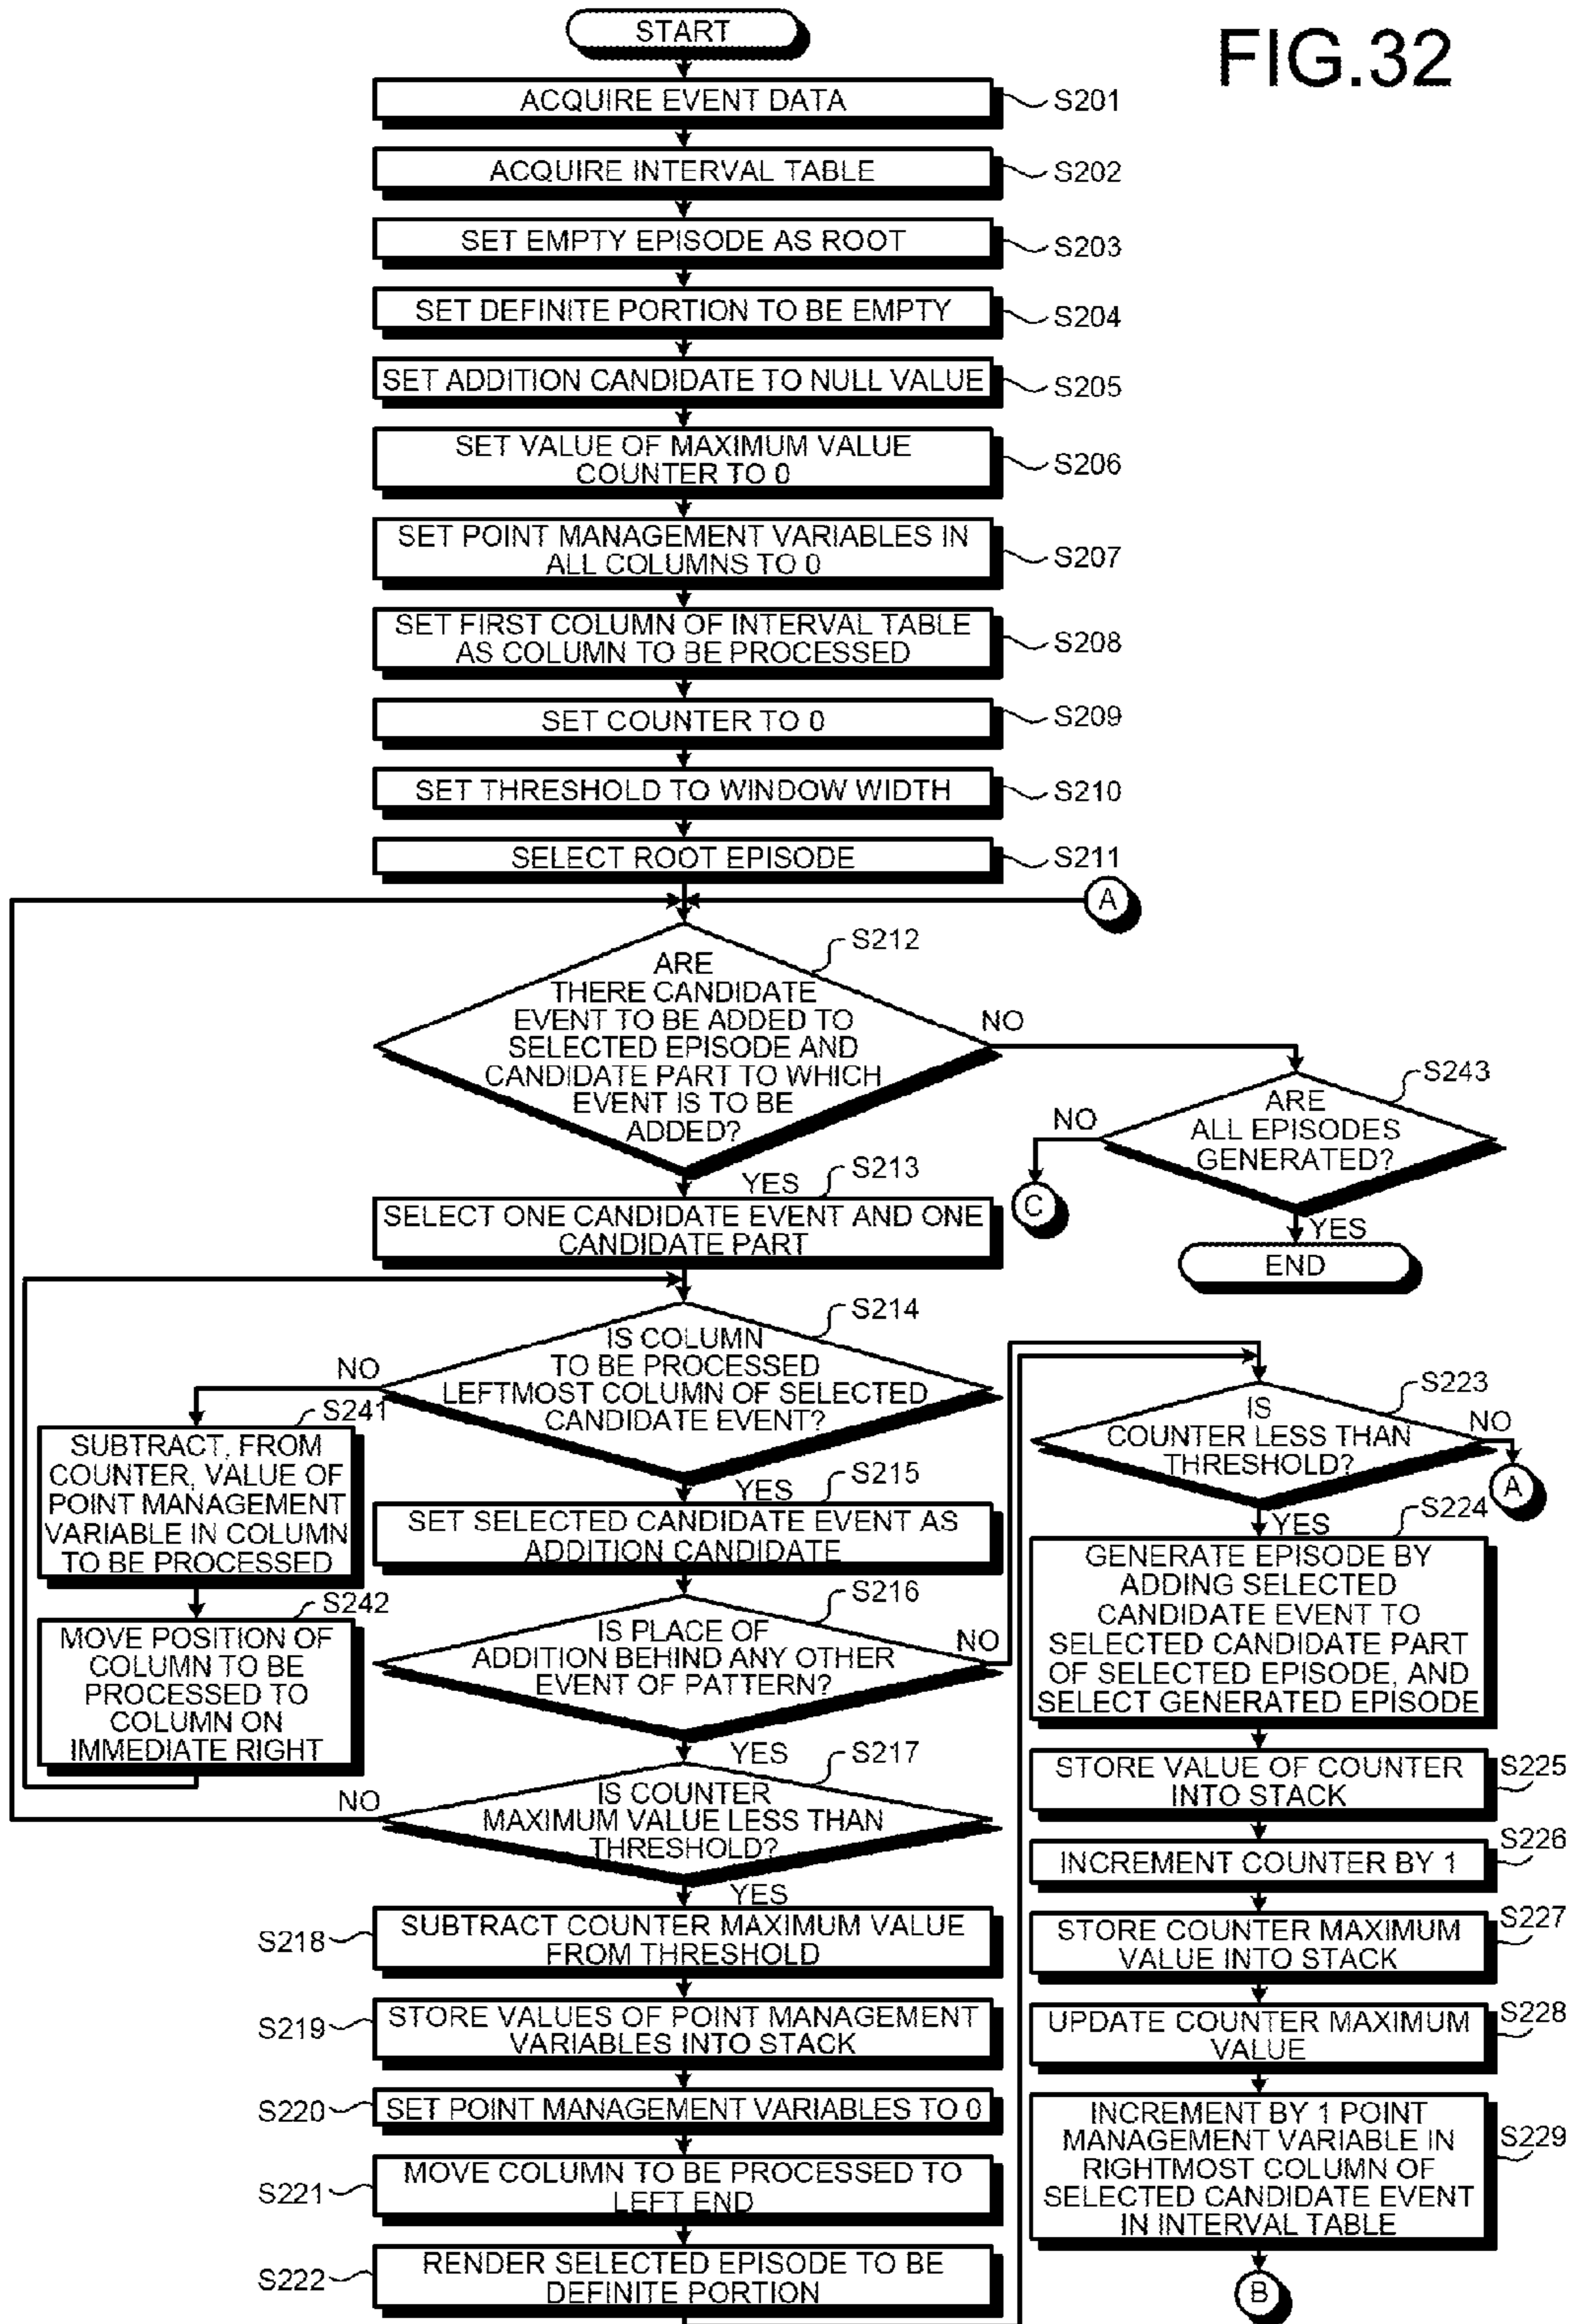 FIG.32
START
ACQUIRE EVENT DATA
S201
ACQUIRE INTERVAL TABLE
S202
SET EMPTY EPISODE AS ROOT
S203
SET DEFINITE PORTION TO BE EMPTY
S204
SET ADDITION CANDIDATE TO NULL VALUE
S205
SET VALUE OF MAXIMUM VALUE
COUNTER TO 0
S206
SET POINT MANAGEMENT VARIABLES IN
ALL COLUMNS TO 0
S207
SET FIRST COLUMN OF INTERVAL TABLE
AS COLUMN TO BE PROCESSED
S208
SET COUNTER TO 0
S209
SET THRESHOLD TO WINDOW WIDTH
S210
SELECT ROOT EPISODE
S211
A
S212
ARE
THERE CANDIDATE
EVENT TO BE ADDED TO
SELECTED EPISODE AND
CANDIDATE PART TO WHICH
EVENT IS TO BE
ADDED?
NO
YES
S243
ARE
ALL EPISODES
GENERATED?
NO
C
YES
END
S213
SELECT ONE CANDIDATE EVENT AND ONE
CANDIDATE PART
S214
IS COLUMN
TO BE PROCESSED
LEFTMOST COLUMN OF SELECTED
CANDIDATE EVENT?
NO
YES
S241
SUBTRACT, FROM
COUNTER, VALUE OF
POINT MANAGEMENT
VARIABLE IN COLUMN
TO BE PROCESSED
S242
MOVE POSITION OF
COLUMN TO BE
PROCESSED TO
COLUMN ON
IMMEDIATE RIGHT
S215
SET SELECTED CANDIDATE EVENT AS
ADDITION CANDIDATE
S216
IS PLACE OF
ADDITION BEHIND ANY OTHER
EVENT OF PATTERN?
NO
YES
S217
IS COUNTER
MAXIMUM VALUE LESS THAN
THRESHOLD?
NO
YES
S218
SUBTRACT COUNTER MAXIMUM VALUE
FROM THRESHOLD
S219
STORE VALUES OF POINT MANAGEMENT
VARIABLES INTO STACK
S220
SET POINT MANAGEMENT VARIABLES TO 0
S221
MOVE COLUMN TO BE PROCESSED TO
LEFT END
S222
RENDER SELECTED EPISODE TO BE
DEFINITE PORTION
S223
IS
COUNTER LESS THAN
THRESHOLD?
NO
A
YES
S224
GENERATE EPISODE BY
ADDING SELECTED
CANDIDATE EVENT TO
SELECTED CANDIDATE PART
OF SELECTED EPISODE, AND
SELECT GENERATED EPISODE
S225
STORE VALUE OF COUNTER
INTO STACK
S226
INCREMENT COUNTER BY 1
S227
STORE COUNTER MAXIMUM
VALUE INTO STACK
S228
UPDATE COUNTER MAXIMUM
VALUE
S229
INCREMENT BY 1 POINT
MANAGEMENT VARIABLE IN
RIGHTMOST COLUMN OF
SELECTED CANDIDATE EVENT
IN INTERVAL TABLE
B